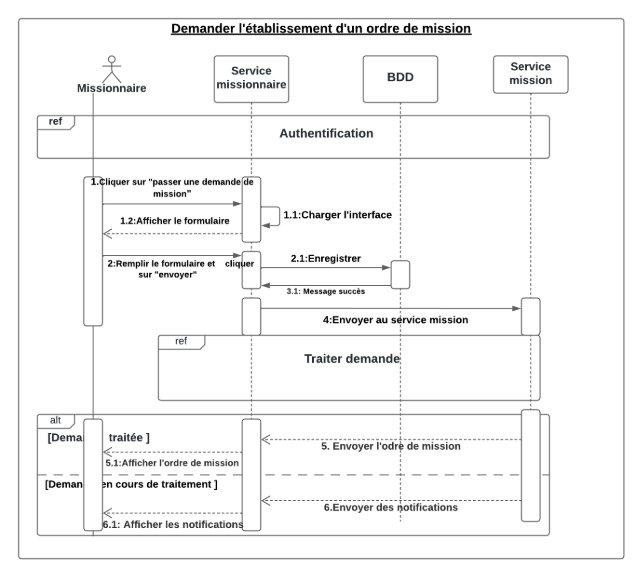 Demander l'établissement d'un ordre de mission
Missionnaire
Service
missionnaire
BDD
Service
mission
ref
Authentification
1.Cliquer sur "passer une demande de
mission"
1.1:Charger l'interface
1.2:Afficher le formulaire
2:Remplir le formulaire et cliquer
sur "envoyer"
2.1:Enregistrer
3.1: Message succès
4:Envoyer au service mission
ref
Traiter demande
alt
[Dema traitée ]
5. Envoyer l'odre de mission
5.1:Afficher l'ordre de mission
[Deman en cours de traitement ]
6.Envoyer des notifications
6.1: Afficher les notifications